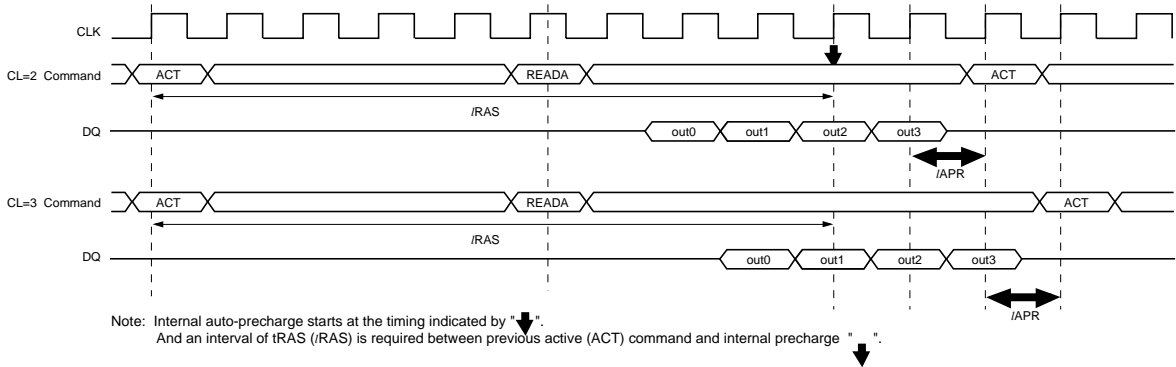 CLK
CL=2 Command ACT READA ACT
lRAS
DQ out0 out1 out2 out3
lAPR
CL=3 Command ACT READA ACT
lRAS
DQ out0 out1 out2 out3
lAPR
Note: Internal auto-precharge starts at the timing indicated by " ".
And an interval of tRAS (lRAS) is required between previous active (ACT) command and internal precharge " ".